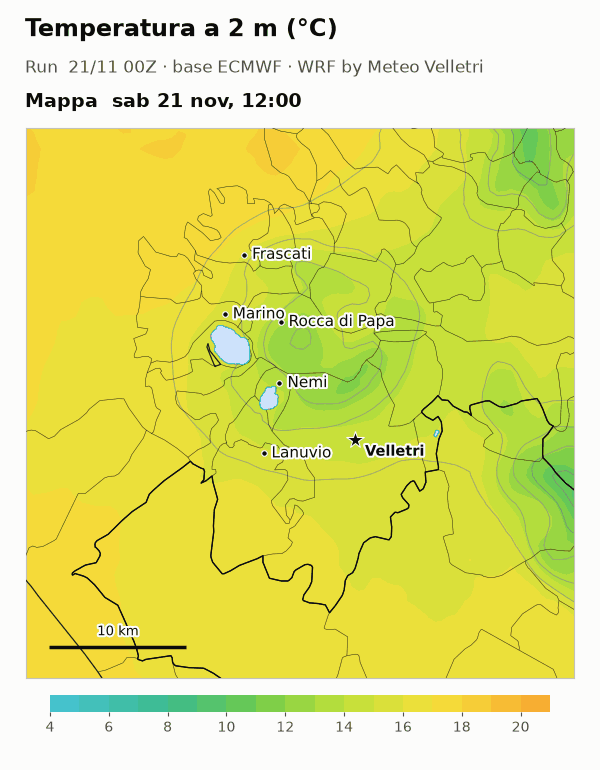 Temperatura a 2 m (°C)
Run 21/11 00Z · base ECMWF · WRF by Meteo Velletri
Mappa sab 21 nov, 12:00
Frascati
Marino
Rocca di Papa
Nemi
Velletri
Lanuvio
10 km
4 6 8 10 12 14 16 18 20